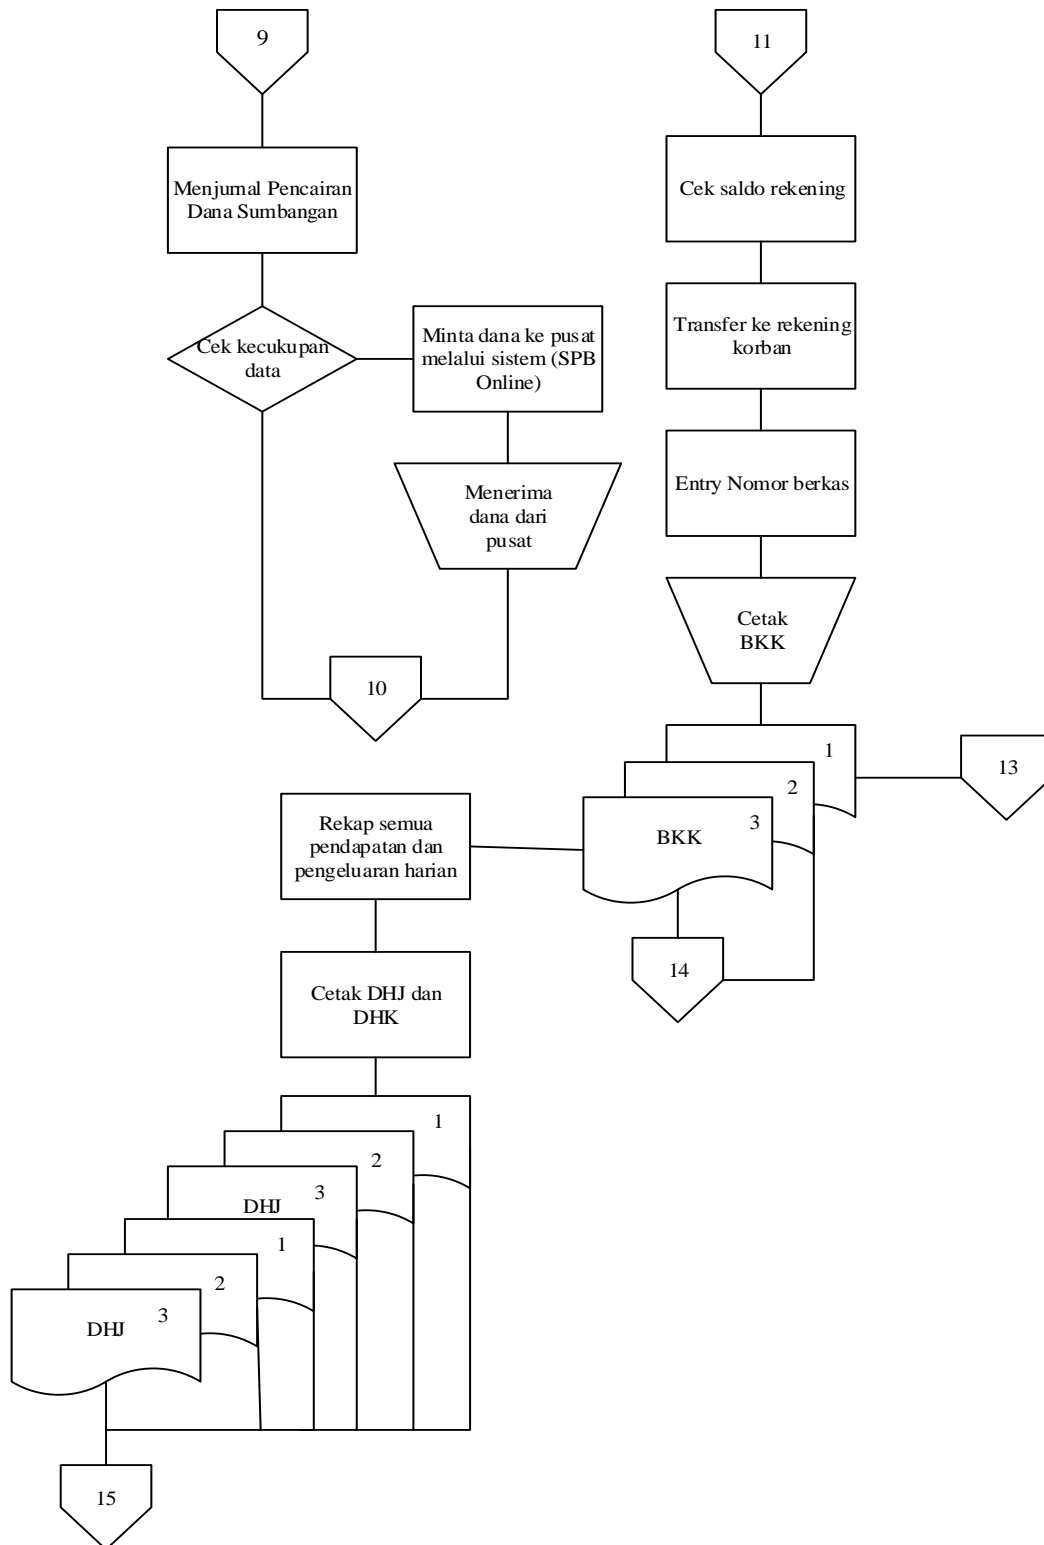 9
Menjurnal Pencairan
Dana Sumbangan
Cek kecukupan
data
Minta dana ke pusat
melalui sistem (SPB
Online)
Menerima
dana dari
pusat
10
11
Cek saldo rekening
Transfer ke rekening
korban
Entry Nomor berkas
Cetak
BKK
1
2
3
BKK
13
14
Rekap semua
pendapatan dan
pengeluaran harian
Cetak DHJ dan
DHK
1
2
3
DHJ
1
2
3
DHJ
15